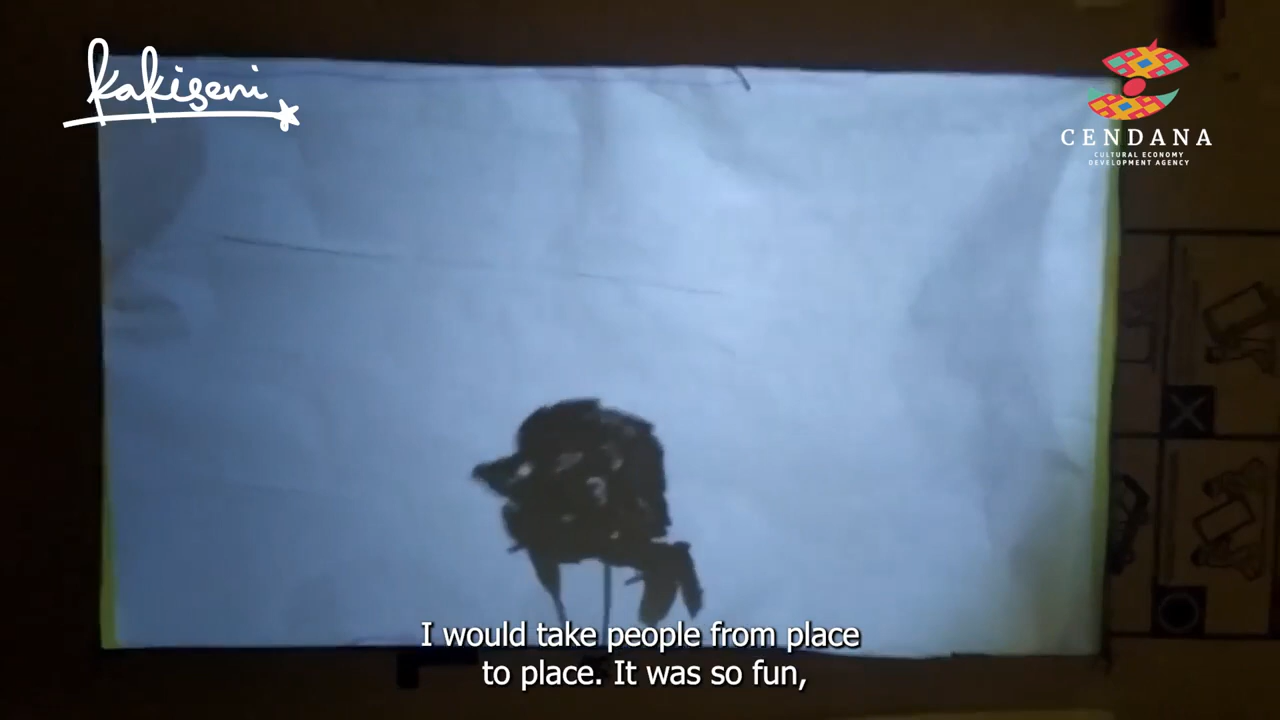 kakiseni
CENDANA
CULTURAL ECONOMY
DEVELOPMENT AGENCY
I would take people from place
to place. It was so fun,